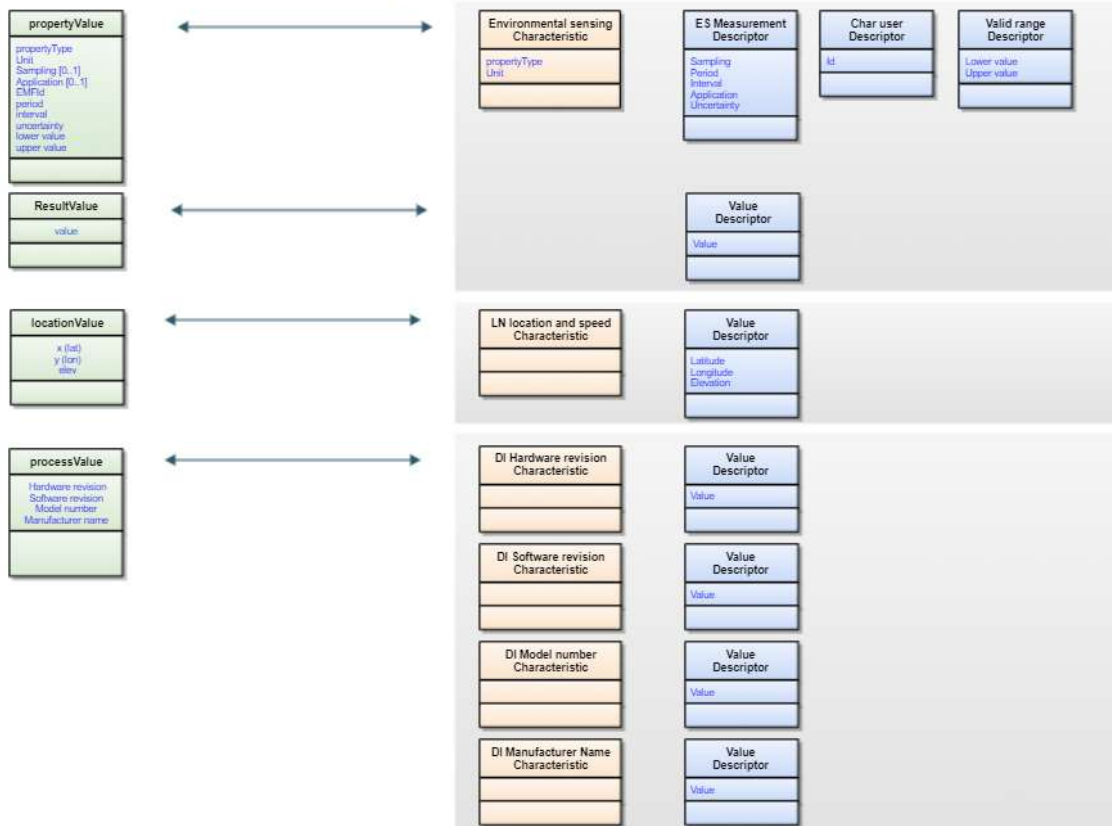 propertyValue
propertyType
Unit
Sampling [0..1]
Application [0..1]
EMFId
period
interval
uncertainty
lower value
upper value
Environmental sensing
Characteristic
propertyType
Unit
ES Measurement
Descriptor
Sampling
Period
Interval
Application
Uncertainty
Char user
Descriptor
Id
Valid range
Descriptor
Lower value
Upper value
ResultValue
value
Value
Descriptor
Value
locationValue
x (lat)
y (lon)
elev
LN location and speed
Characteristic
Value
Descriptor
Latitude
Longitude
Elevation
processValue
Hardware revision
Software revision
Model number
Manufacturer name
DI Hardware revision
Characteristic
Value
Descriptor
Value
DI Software revision
Characteristic
Value
Descriptor
Value
DI Model number
Characteristic
Value
Descriptor
Value
DI Manufacturer Name
Characteristic
Value
Descriptor
Value